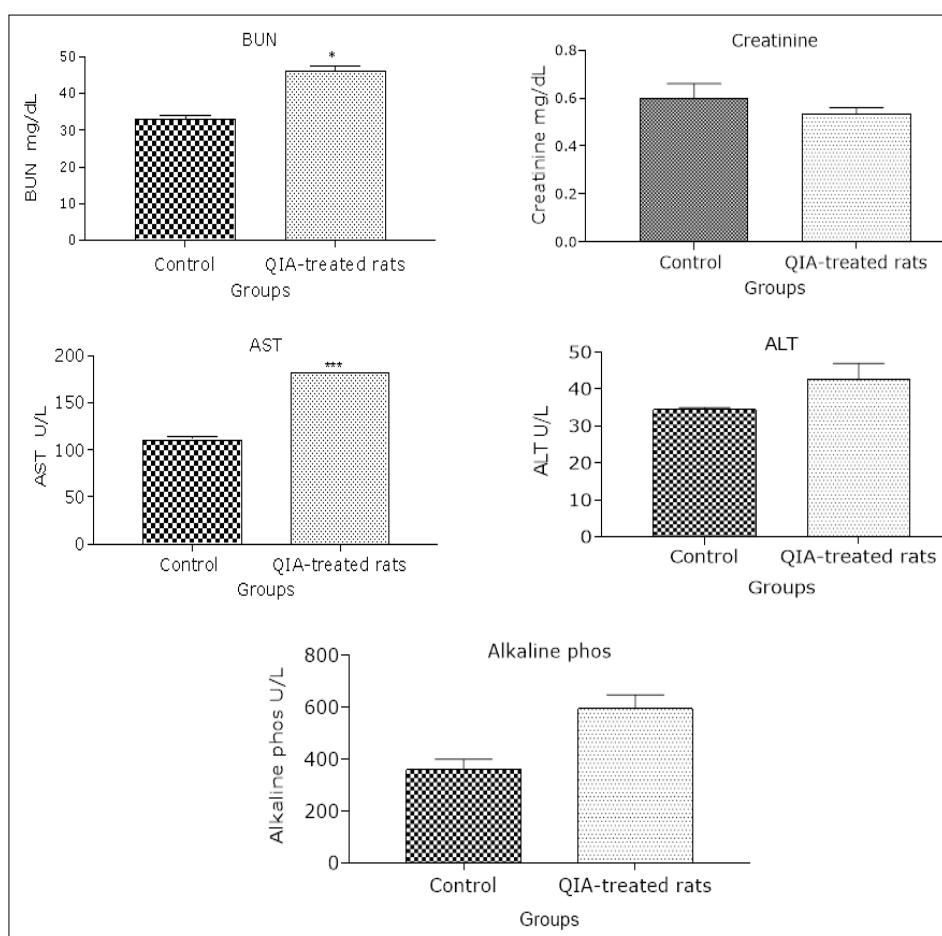 BUN
*
50
40
30
20
10
0
BUN mg/dL
Control QIA-treated rats
Groups
Creatinine
0.8
0.6
0.4
0.2
0.0
Creatinine mg/dL
Control QIA-treated rats
Groups
AST
***
200
150
100
50
0
AST U/L
Control QIA-treated rats
Groups
ALT
50
40
30
20
10
0
ALT U/L
Control QIA-treated rats
Groups
Alkaline phos
800
600
400
200
0
Alkaline phos U/L
Control QIA-treated rats
Groups